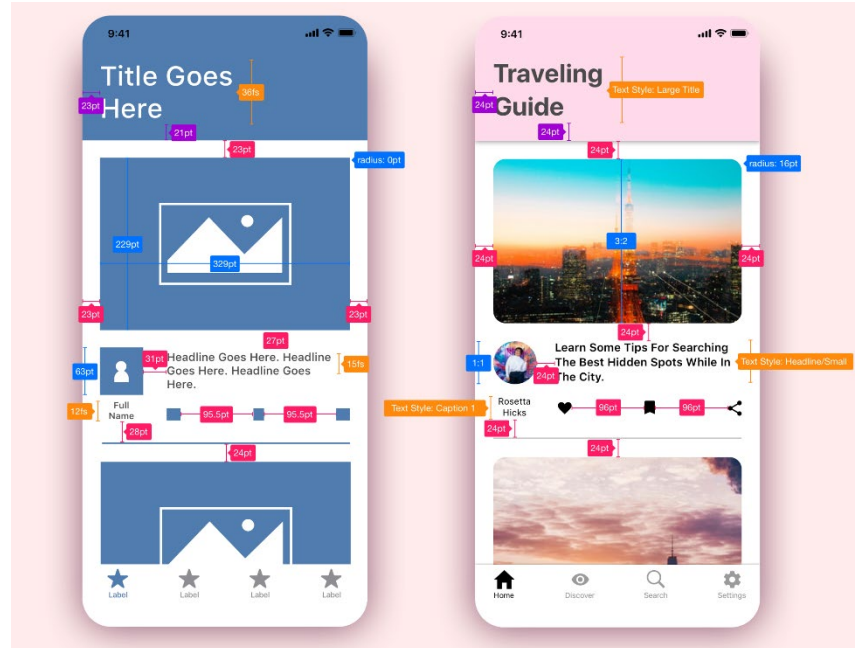 9:41
Title Goes
Here
36fs
23pt
21pt
23pt
radius: 0pt
229pt
329pt
23pt
23pt
27pt
31pt
Headline Goes Here. Headline
Goes Here. Headline Goes
Here.
15fs
63pt
12fs
Full
Name
95.5pt
95.5pt
28pt
24pt
Label
Label
Label
Label
9:41
Traveling
Guide
Text Style: Large Title
24pt
24pt
24pt
radius: 16pt
3:2
24pt
24pt
24pt
Learn Some Tips For Searching
The Best Hidden Spots While In
The City.
1:1
24pt
Text Style: Headline/Small
Text Style: Caption 1
Rosetta
Hicks
96pt
96pt
24pt
24pt
Home
Discover
Search
Settings